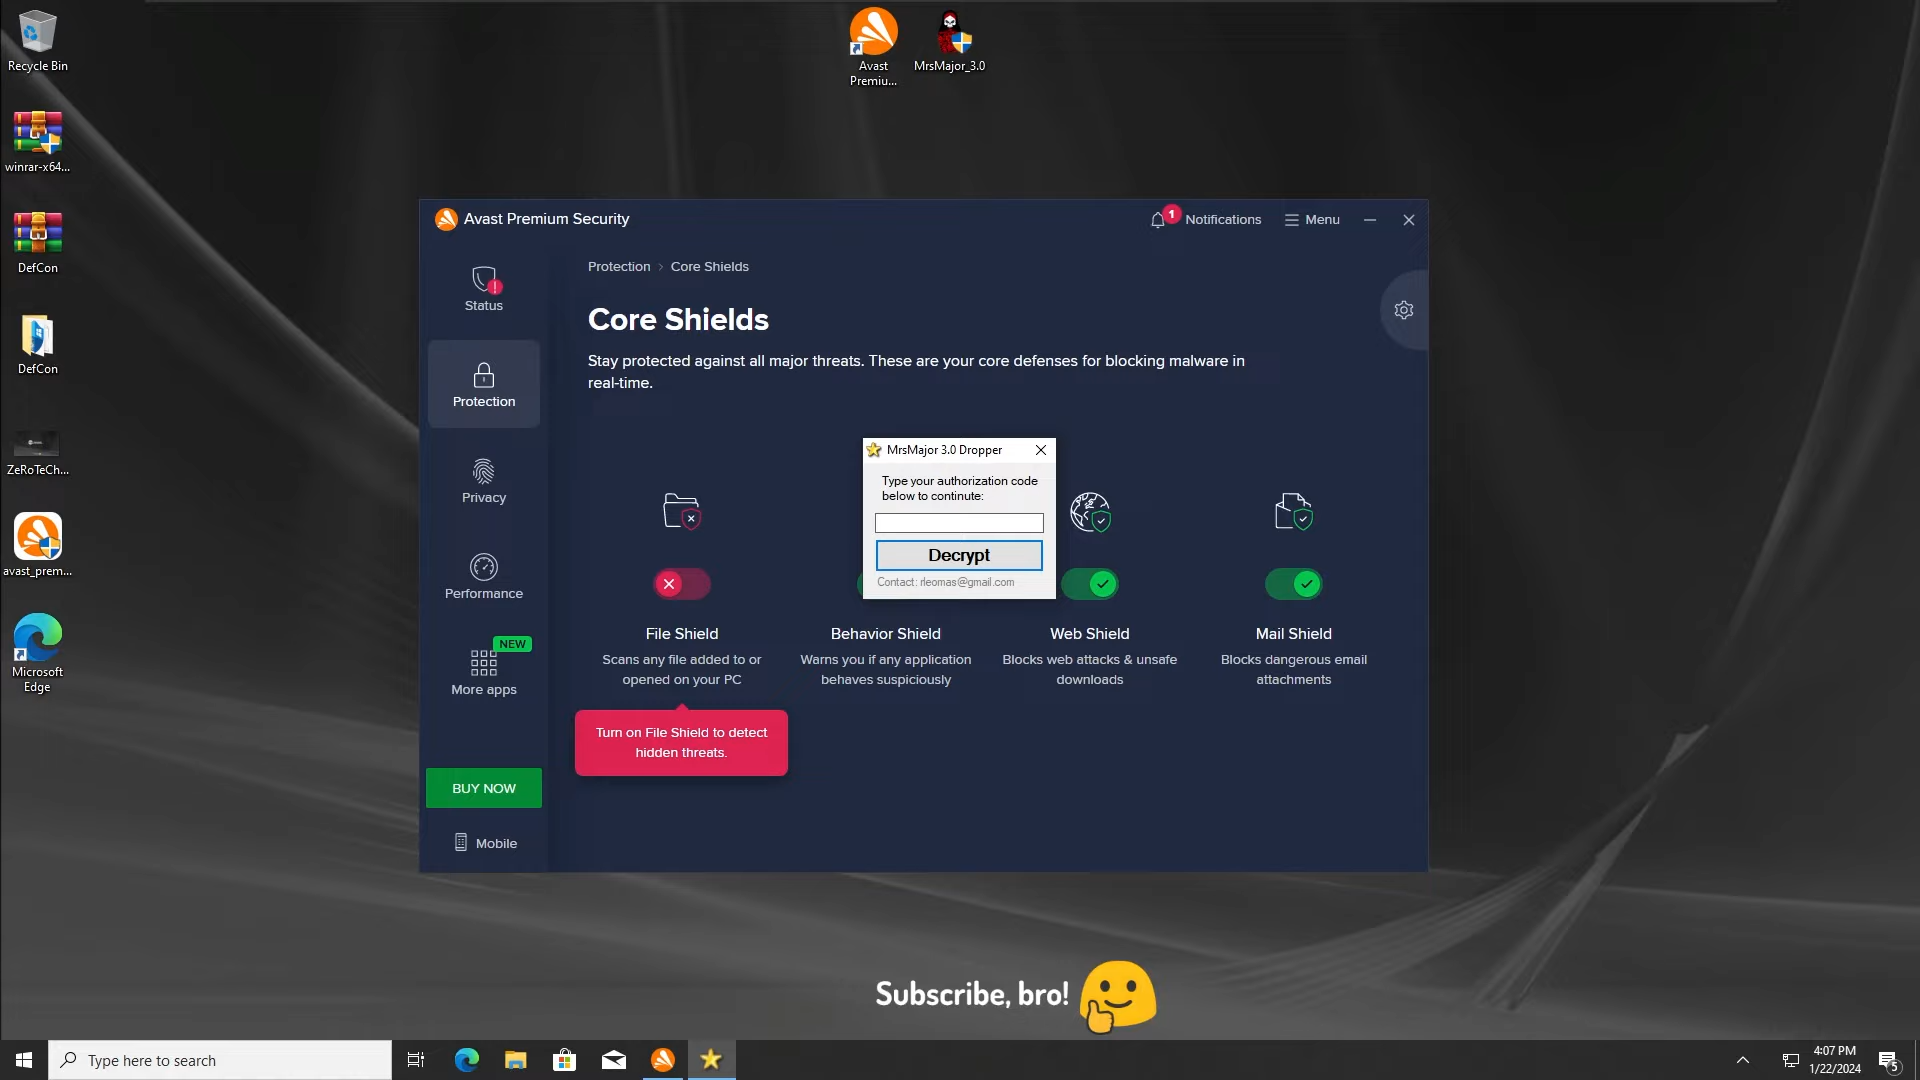 Recycle Bin
winrar-x64...
DefCon
DefCon
ZeRoTeCh...
avast_prem...
Microsoft
Edge
Avast
Premiu...
MrsMajor_3.0
Avast Premium Security
1
Notifications
Menu
Status
Protection
Privacy
Performance
NEW
More apps
BUY NOW
Mobile
Protection > Core Shields
Core Shields
Stay protected against all major threats. These are your core defenses for blocking malware in
real-time.
MrsMajor 3.0 Dropper
Type your authorization code
below to continute:
Decrypt
Contact: rleomas@gmail.com
File Shield
Scans any file added to or
opened on your PC
Turn on File Shield to detect
hidden threats.
Behavior Shield
Warns you if any application
behaves suspiciously
Web Shield
Blocks web attacks & unsafe
downloads
Mail Shield
Blocks dangerous email
attachments
Subscribe, bro!
Type here to search
4:07 PM
1/22/2024
5